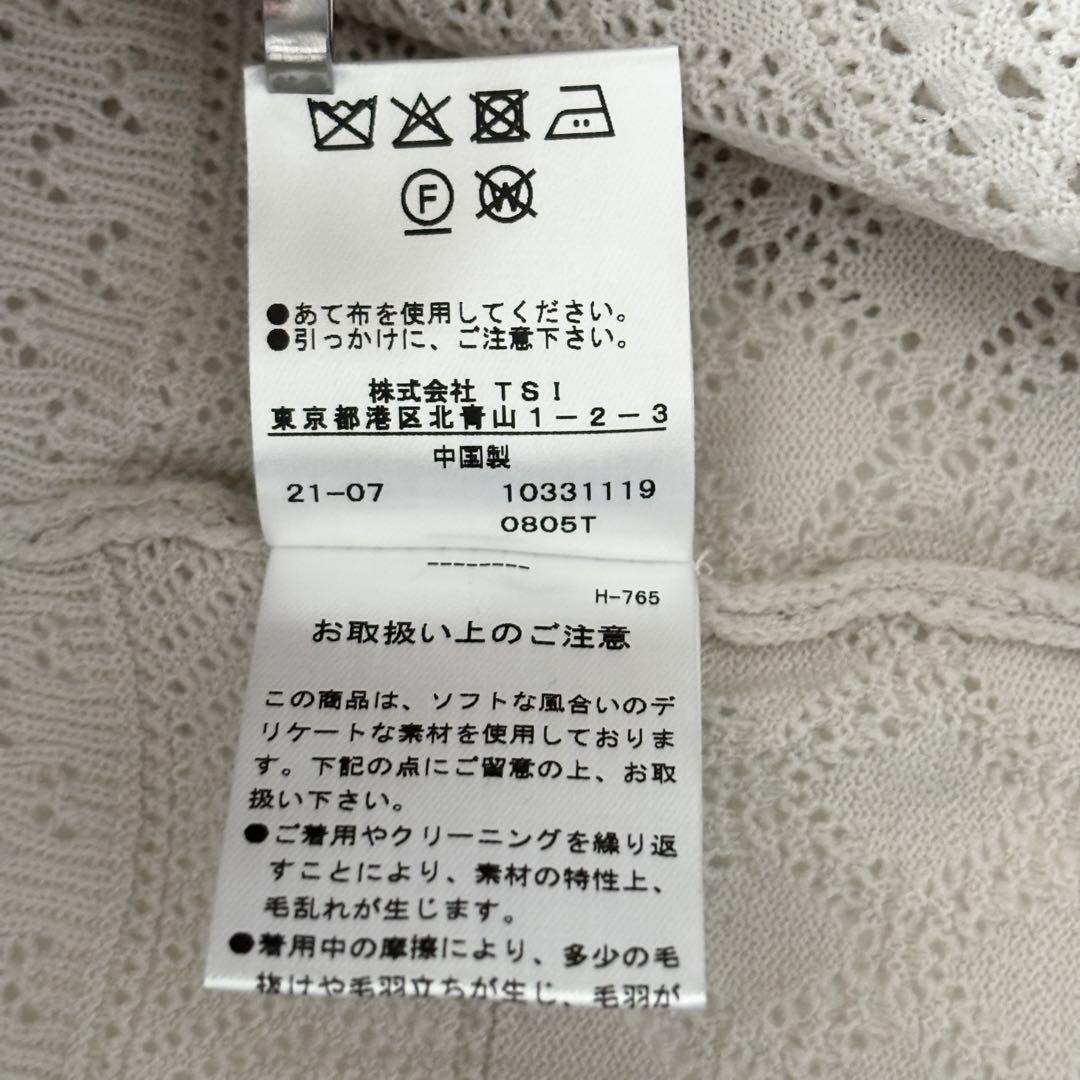 F W
●あて布を使用してください。
●引っかけに、ご注意下さい。
株式会社 TSI
東京都港区北青山1-2-3
中国製
21-07 10331119
0805T
--------
H-765
お取扱い上のご注意
この商品は、ソフトな風合いのデ
リケートな素材を使用しておりま
す。下記の点にご留意の上、お取
扱い下さい。
●ご着用やクリーニングを繰り返
すことにより、素材の特性上、
毛乱れが生じます。
●着用中の摩擦により、多少の毛
抜けや毛羽立ちが生じ、毛羽が